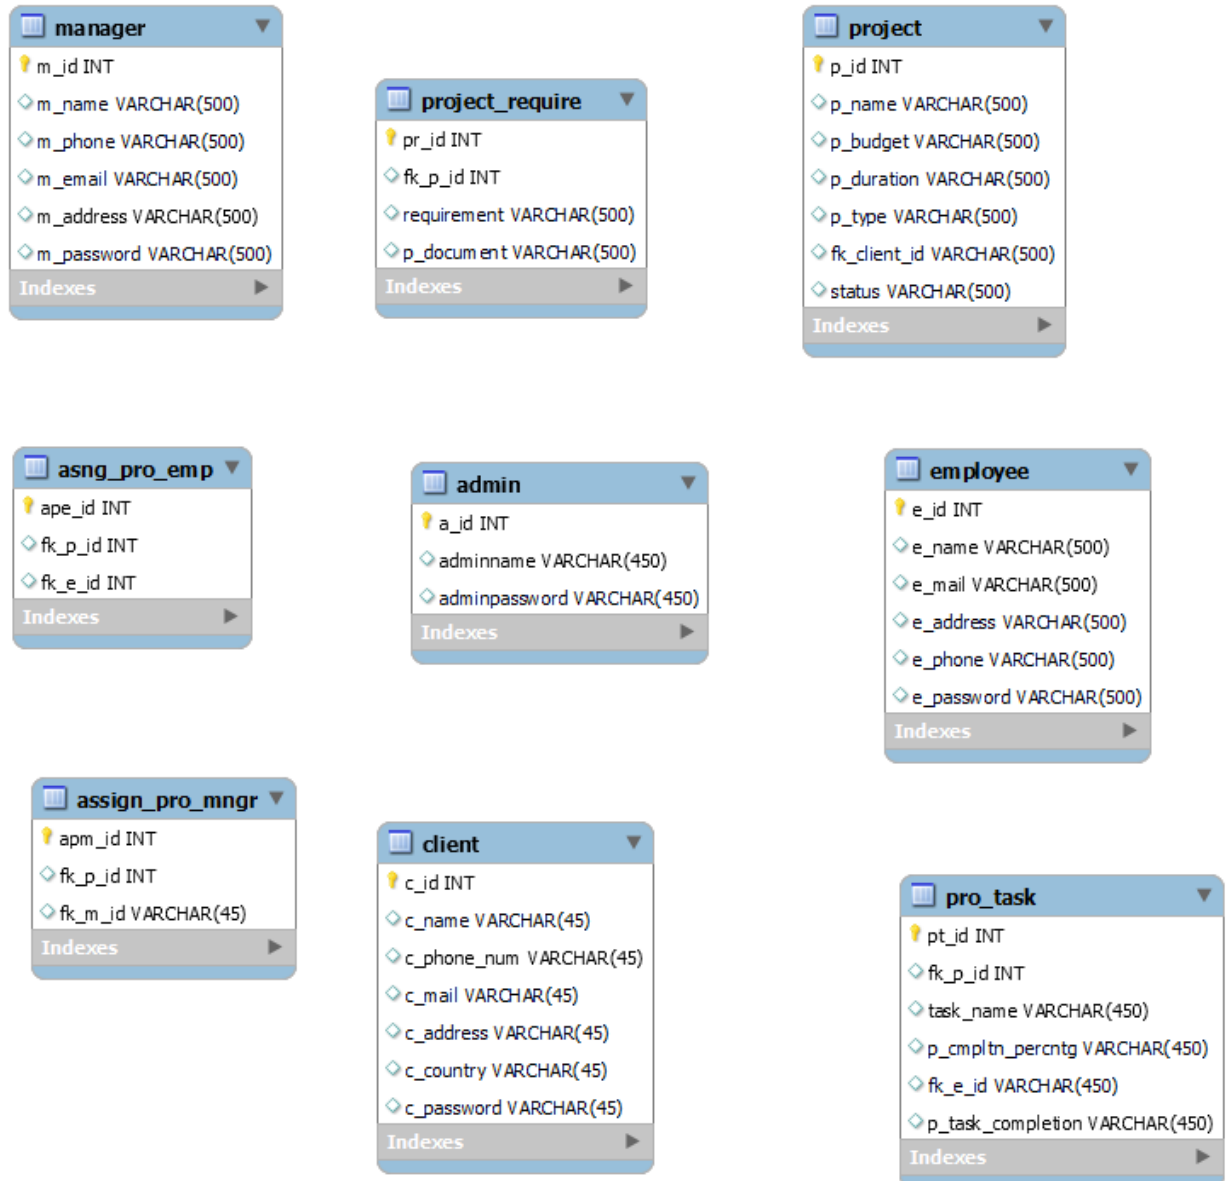 manager
m_id INT
m_name VARCHAR(500)
m_phone VARCHAR(500)
m_email VARCHAR(500)
m_address VARCHAR(500)
m_password VARCHAR(500)
Indexes
project_require
pr_id INT
fk_p_id INT
requirement VARCHAR(500)
p_document VARCHAR(500)
Indexes
project
p_id INT
p_name VARCHAR(500)
p_budget VARCHAR(500)
p_duration VARCHAR(500)
p_type VARCHAR(500)
fk_client_id VARCHAR(500)
status VARCHAR(500)
Indexes
asng_pro_emp
ape_id INT
fk_p_id INT
fk_e_id INT
Indexes
admin
a_id INT
adminname VARCHAR(450)
adminpassword VARCHAR(450)
Indexes
employee
e_id INT
e_name VARCHAR(500)
e_mail VARCHAR(500)
e_address VARCHAR(500)
e_phone VARCHAR(500)
e_password VARCHAR(500)
Indexes
assign_pro_mngr
apm_id INT
fk_p_id INT
fk_m_id VARCHAR(45)
Indexes
client
c_id INT
c_name VARCHAR(45)
c_phone_num VARCHAR(45)
c_mail VARCHAR(45)
c_address VARCHAR(45)
c_country VARCHAR(45)
c_password VARCHAR(45)
Indexes
pro_task
pt_id INT
fk_p_id INT
task_name VARCHAR(450)
p_cmpltn_percntg VARCHAR(450)
fk_e_id VARCHAR(450)
p_task_completion VARCHAR(450)
Indexes